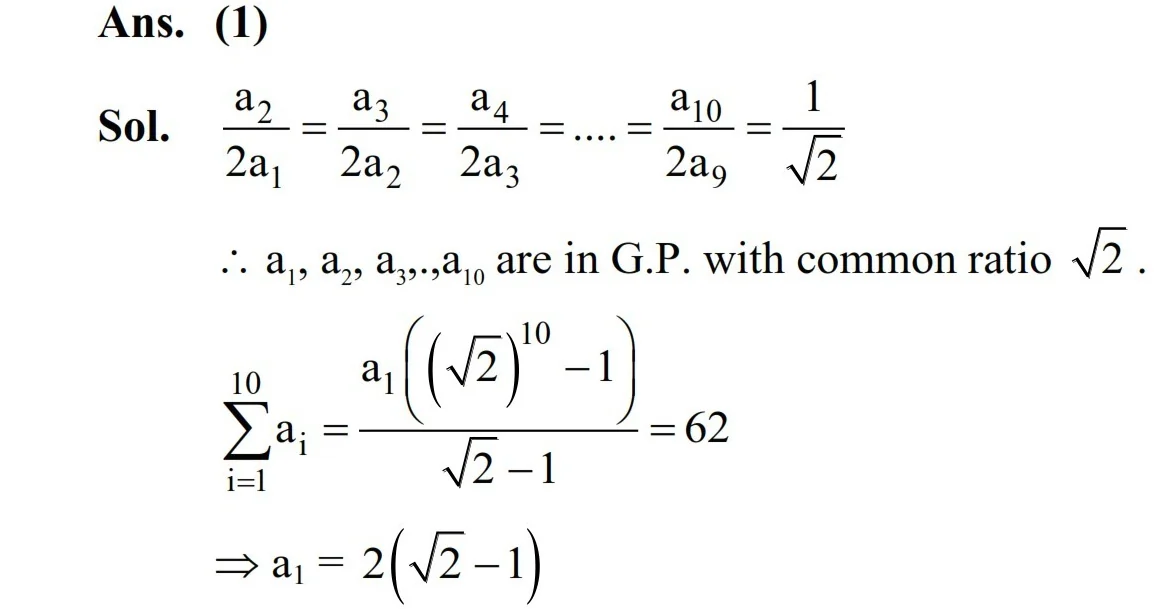 Ans. (1)
Sol. a₂/2a₁ = a₃/2a₂ = a₄/2a₃ = .... = a₁₀/2a₉ = 1/√2
∴ a₁, a₂, a₃,.,a₁₀ are in G.P. with common ratio √2 .
∑_{i=1}^{10} aᵢ = a₁((√2)¹⁰ − 1)/(√2 − 1) = 62
⇒ a₁ = 2(√2 − 1)